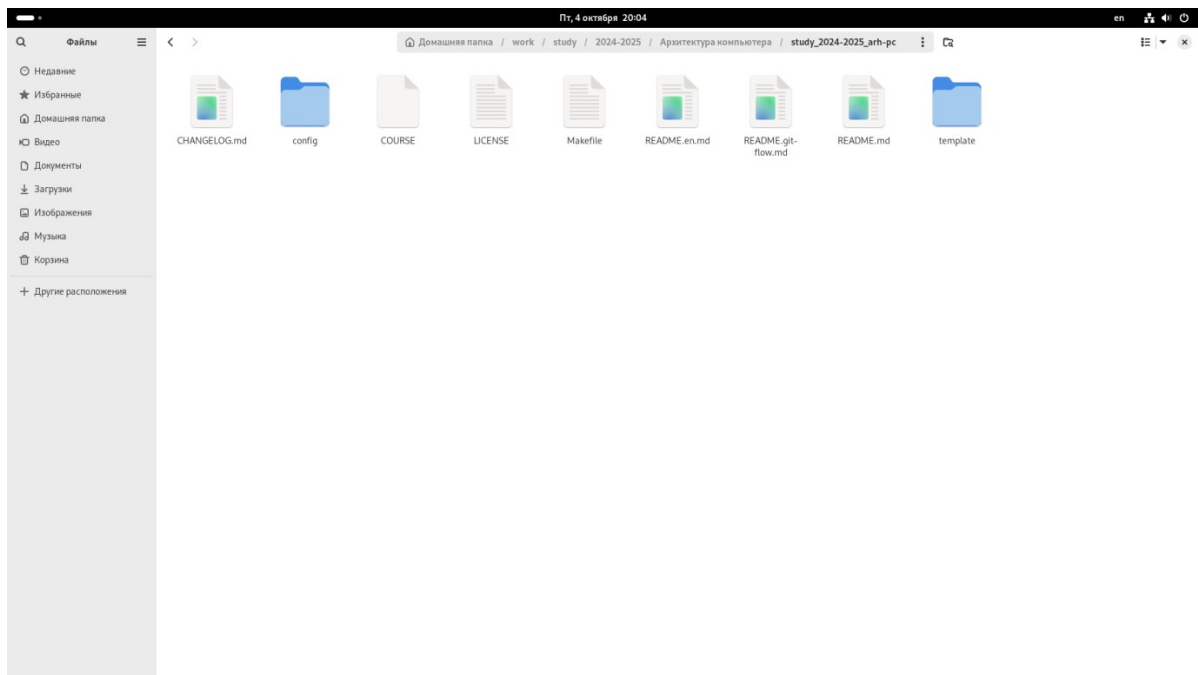 Пт, 4 октября 20:04
en
Файлы
Домашняя папка / work / study / 2024-2025 / Архитектура компьютера / study_2024-2025_arh-pc
Недавние
Избранные
Домашняя папка
Видео
Документы
Загрузки
Изображения
Музыка
Корзина
Другие расположения
CHANGELOG.md
config
COURSE
LICENSE
Makefile
README.en.md
README.git-
flow.md
README.md
template